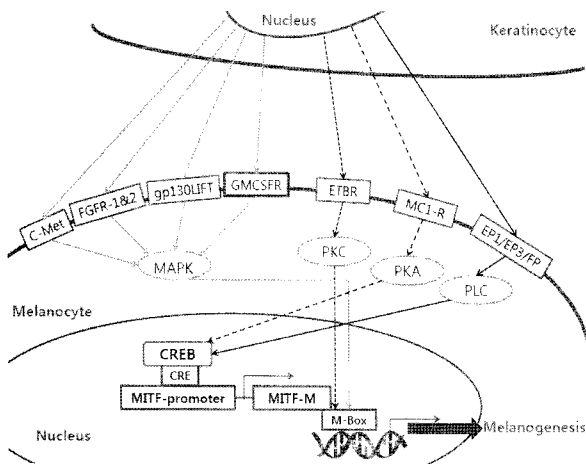 Nucleus
Keratinocyte
C-Met
FGFR-1&2
gp130LIFT
GMCSFR
ETBR
MC1-R
EP1/EP3/FP
MAPK
PKC
PKA
PLC
Melanocyte
CREB
CRE
MITF-promoter
MITF-M
M-Box
Nucleus
Melanogenesis